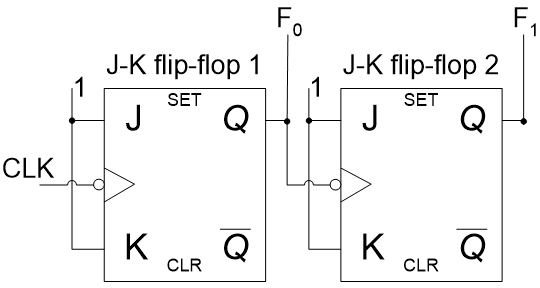 F0 F1
J-K flip-flop 1 J-K flip-flop 2
1 SET 1 SET
J Q J Q
CLK
K Q̅ K Q̅
CLR CLR